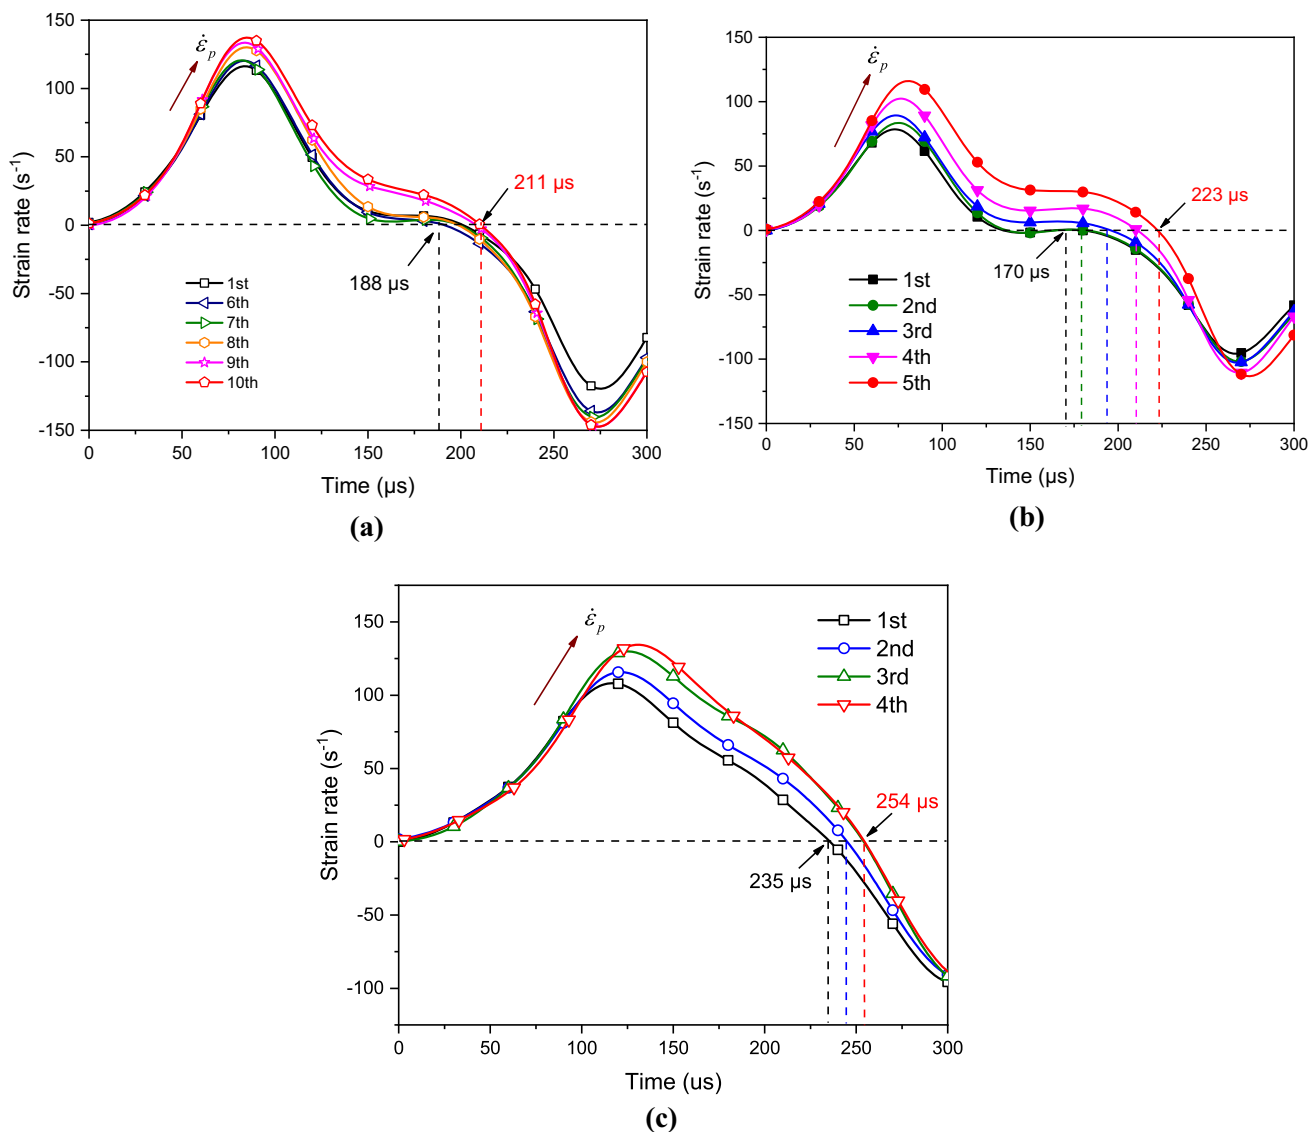 150
100
50
0
-50
-100
-150
Strain rate (s⁻¹)
ε̇ₚ
211 µs
188 µs
1st
6th
7th
8th
9th
10th
0 50 100 150 200 250 300
Time (µs)
(a)
150
100
50
0
-50
-100
-150
Strain rate (s⁻¹)
ε̇ₚ
223 µs
170 µs
1st
2nd
3rd
4th
5th
0 50 100 150 200 250 300
Time (µs)
(b)
150
100
50
0
-50
-100
Strain rate (s⁻¹)
ε̇ₚ
1st
2nd
3rd
4th
254 µs
235 µs
0 50 100 150 200 250 300
Time (us)
(c)